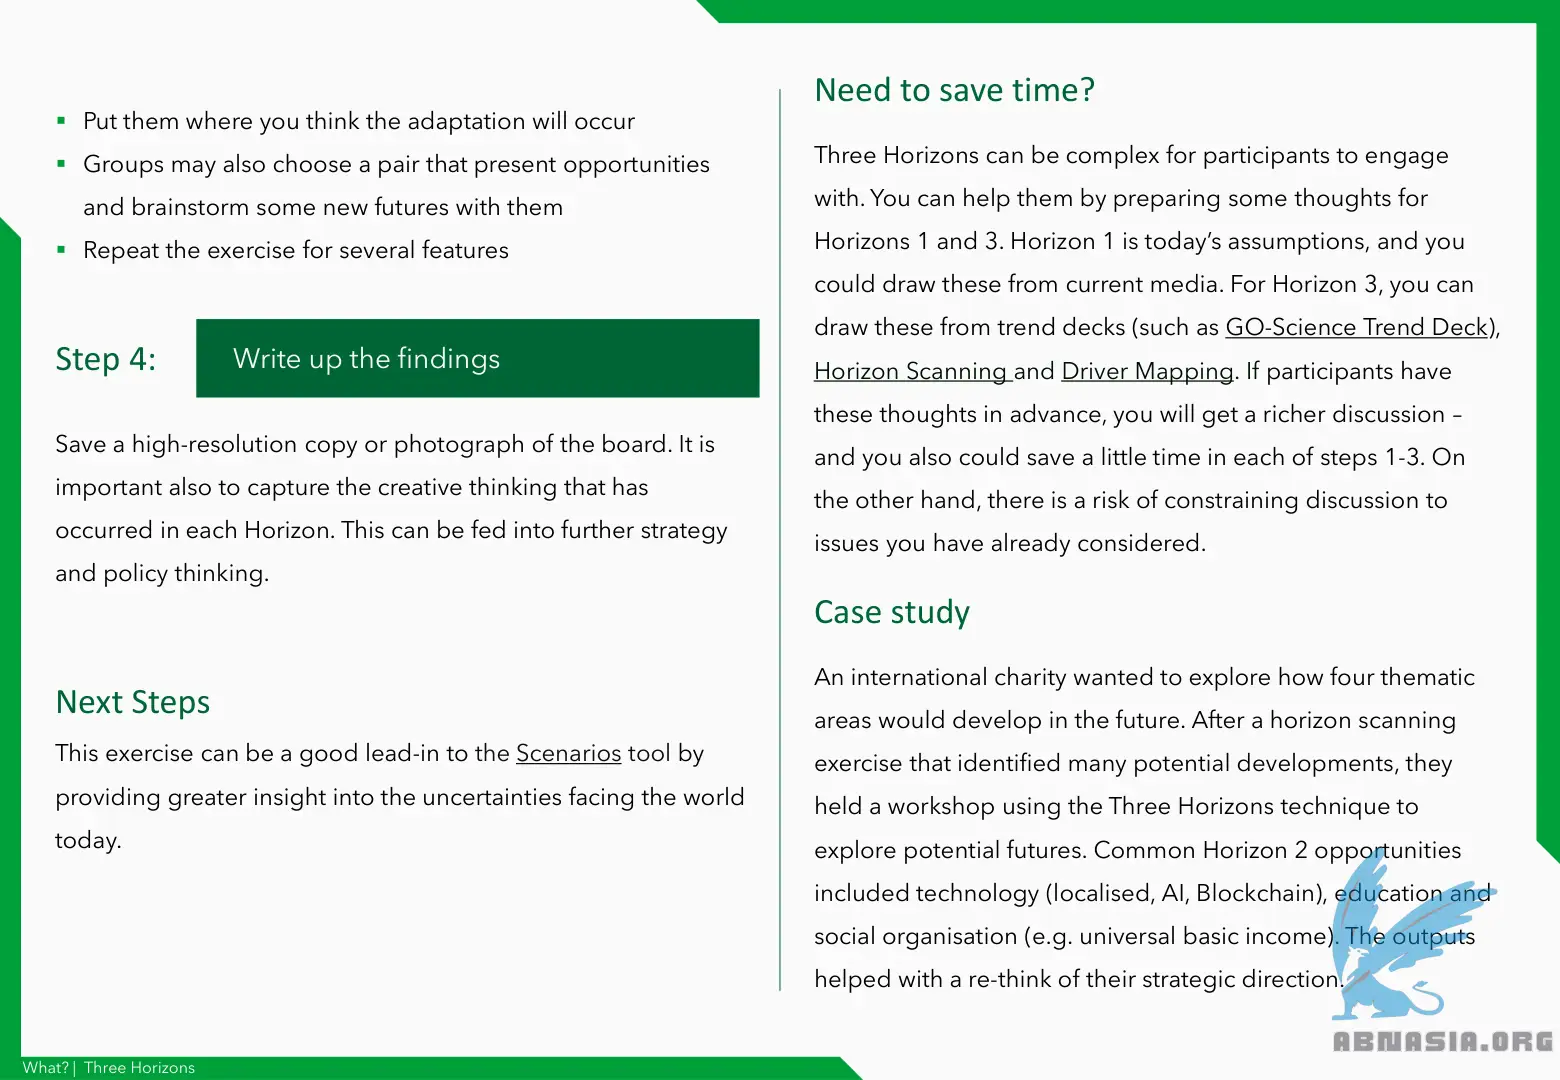 ▪ Put them where you think the adaptation will occur
▪ Groups may also choose a pair that present opportunities
and brainstorm some new futures with them
▪ Repeat the exercise for several features
Step 4:
Write up the findings
Save a high-resolution copy or photograph of the board. It is
important also to capture the creative thinking that has
occurred in each Horizon. This can be fed into further strategy
and policy thinking.
Next Steps
This exercise can be a good lead-in to the Scenarios tool by
providing greater insight into the uncertainties facing the world
today.
Need to save time?
Three Horizons can be complex for participants to engage
with. You can help them by preparing some thoughts for
Horizons 1 and 3. Horizon 1 is today’s assumptions, and you
could draw these from current media. For Horizon 3, you can
draw these from trend decks (such as GO-Science Trend Deck),
Horizon Scanning and Driver Mapping. If participants have
these thoughts in advance, you will get a richer discussion –
and you also could save a little time in each of steps 1-3. On
the other hand, there is a risk of constraining discussion to
issues you have already considered.
Case study
An international charity wanted to explore how four thematic
areas would develop in the future. After a horizon scanning
exercise that identified many potential developments, they
held a workshop using the Three Horizons technique to
explore potential futures. Common Horizon 2 opportunities
included technology (localised, AI, Blockchain), education and
social organisation (e.g. universal basic income). The outputs
helped with a re-think of their strategic direction.
ABNASIA.ORG
What? | Three Horizons